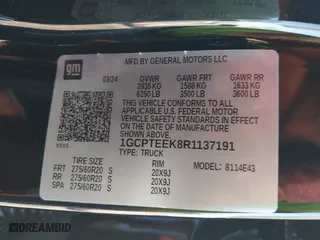 gm
MFD BY GENERAL MOTORS LLC
03/24 GVWR GAWR FRT GAWR RR
2835 KG 1588 KG 1633 KG
6250 LB 3500 LB 3600 LB
THIS VEHICLE CONFORMS TO ALL
APPLICABLE U.S. FEDERAL MOTOR
VEHICLE SAFETY STANDARDS IN EFFECT
ON THE DATE OF MANUFACTURE
SHOWN ABOVE.
1GCPTEEK8R1137191
TYPE: TRUCK
MODEL: 8114E43
TIRE SIZE RIM
FRT 275/60R20 S 20X9J
RR 275/60R20 S 20X9J
SPA 275/60R20 S 20X9J